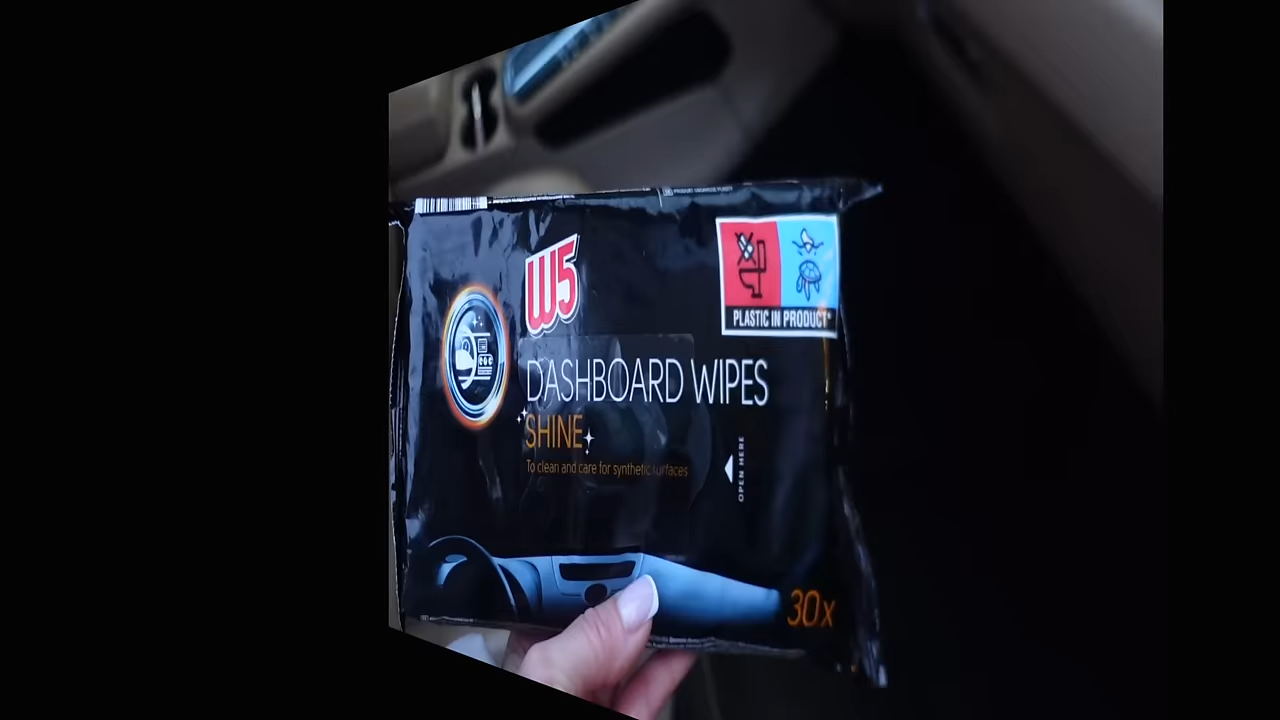 W5
PLASTIC IN PRODUCT*
DASHBOARD WIPES
SHINE
To clean and care for synthetic surfaces
OPEN HERE
30x